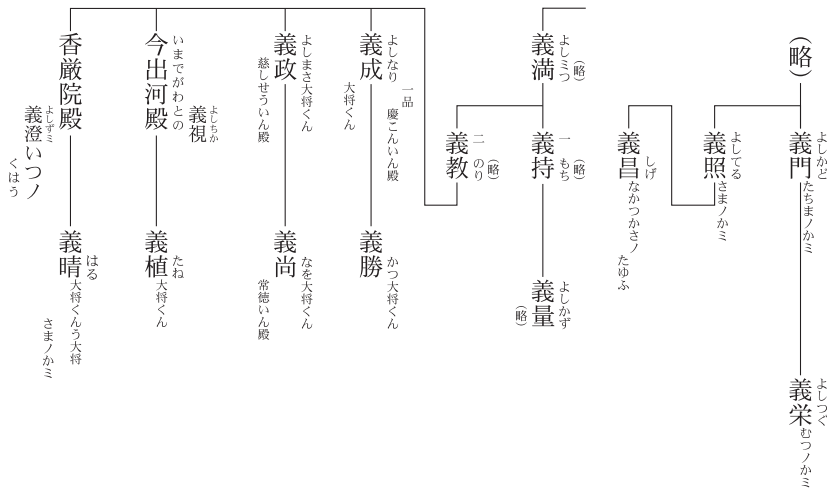 (略)
義門
よしかど
たちまノかミ
義栄
よしつぐ
むつノかミ
義照
よしてる
さまノかミ
義昌
しげ
なかつかさノ
たゆふ
義満
よしミつ
(略)
義持
一 もち
(略)
義量
よしかず
(略)
義教
二 のり
(略)
義成
よしなり
一品
慶こんいん殿
大将くん
義勝
かつ大将くん
義政
よしまさ大将くん
慈しせういん殿
義尚
なを大将くん
常徳いん殿
今出河殿
いまでがわとの
義視
よしちか
義植
たね
大将くん
香厳院殿
義澄いつノ
よしずミ
くはう
義晴
はる
大将くんう大将
さまノかミ